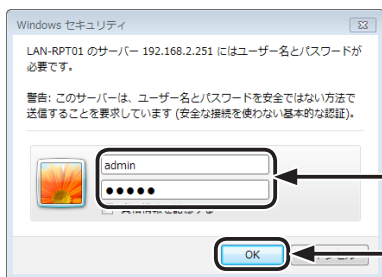 Windows セキュリティ
LAN-RPT01 のサーバー 192.168.2.251 にはユーザー名とパスワードが
必要です。
警告: このサーバーは、ユーザー名とパスワードを安全ではない方法で
送信することを要求しています (安全な接続を使わない基本的な認証)。
admin
●●●●●
OK